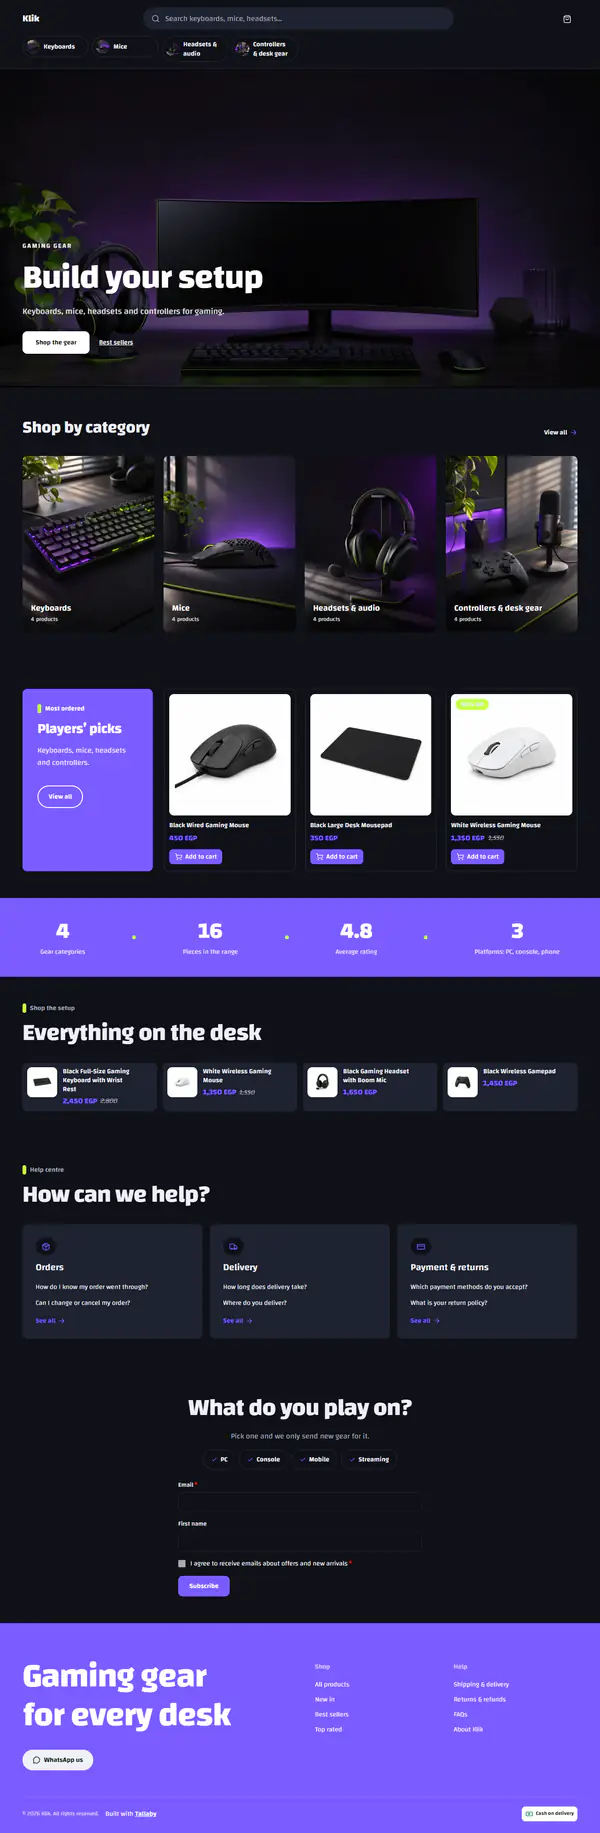 Klik
Search keyboards, mice, headsets...
Keyboards
Mice
Headsets &
audio
Controllers
& desk gear
GAMING GEAR
Build your setup
Keyboards, mice, headsets and controllers for gaming.
Shop the gear
Best sellers
Shop by category
View all
Keyboards
4 products
Mice
4 products
Headsets & audio
4 products
Controllers & desk gear
4 products
Most ordered
Players' picks
Keyboards, mice, headsets
and controllers.
View all
Black Wired Gaming Mouse
450 EGP
Add to cart
Black Large Desk Mousepad
350 EGP
Add to cart
White Wireless Gaming Mouse
1,350 EGP 1,550
Add to cart
4
Gear categories
16
Pieces in the range
4.8
Average rating
3
Platforms: PC, console, phone
Shop the setup
Everything on the desk
Black Full-Size Gaming
Keyboard with Wrist
Rest
2,450 EGP 2,800
White Wireless Gaming
Mouse
1,350 EGP 1,550
Black Gaming Headset
with Boom Mic
1,650 EGP
Black Wireless Gamepad
1,450 EGP
Help centre
How can we help?
Orders
How do I know my order went through?
Can I change or cancel my order?
See all
Delivery
How long does delivery take?
Where do you deliver?
See all
Payment & returns
Which payment methods do you accept?
What is your return policy?
See all
What do you play on?
Pick one and we only send new gear for it.
PC
Console
Mobile
Streaming
Email *
First name
I agree to receive emails about offers and new arrivals *
Subscribe
Gaming gear
for every desk
WhatsApp us
Shop
All products
New in
Best sellers
Top rated
Help
Shipping & delivery
Returns & refunds
FAQs
About Klik
© 2026 Klik. All rights reserved.
Built with Tallaby
Cash on delivery